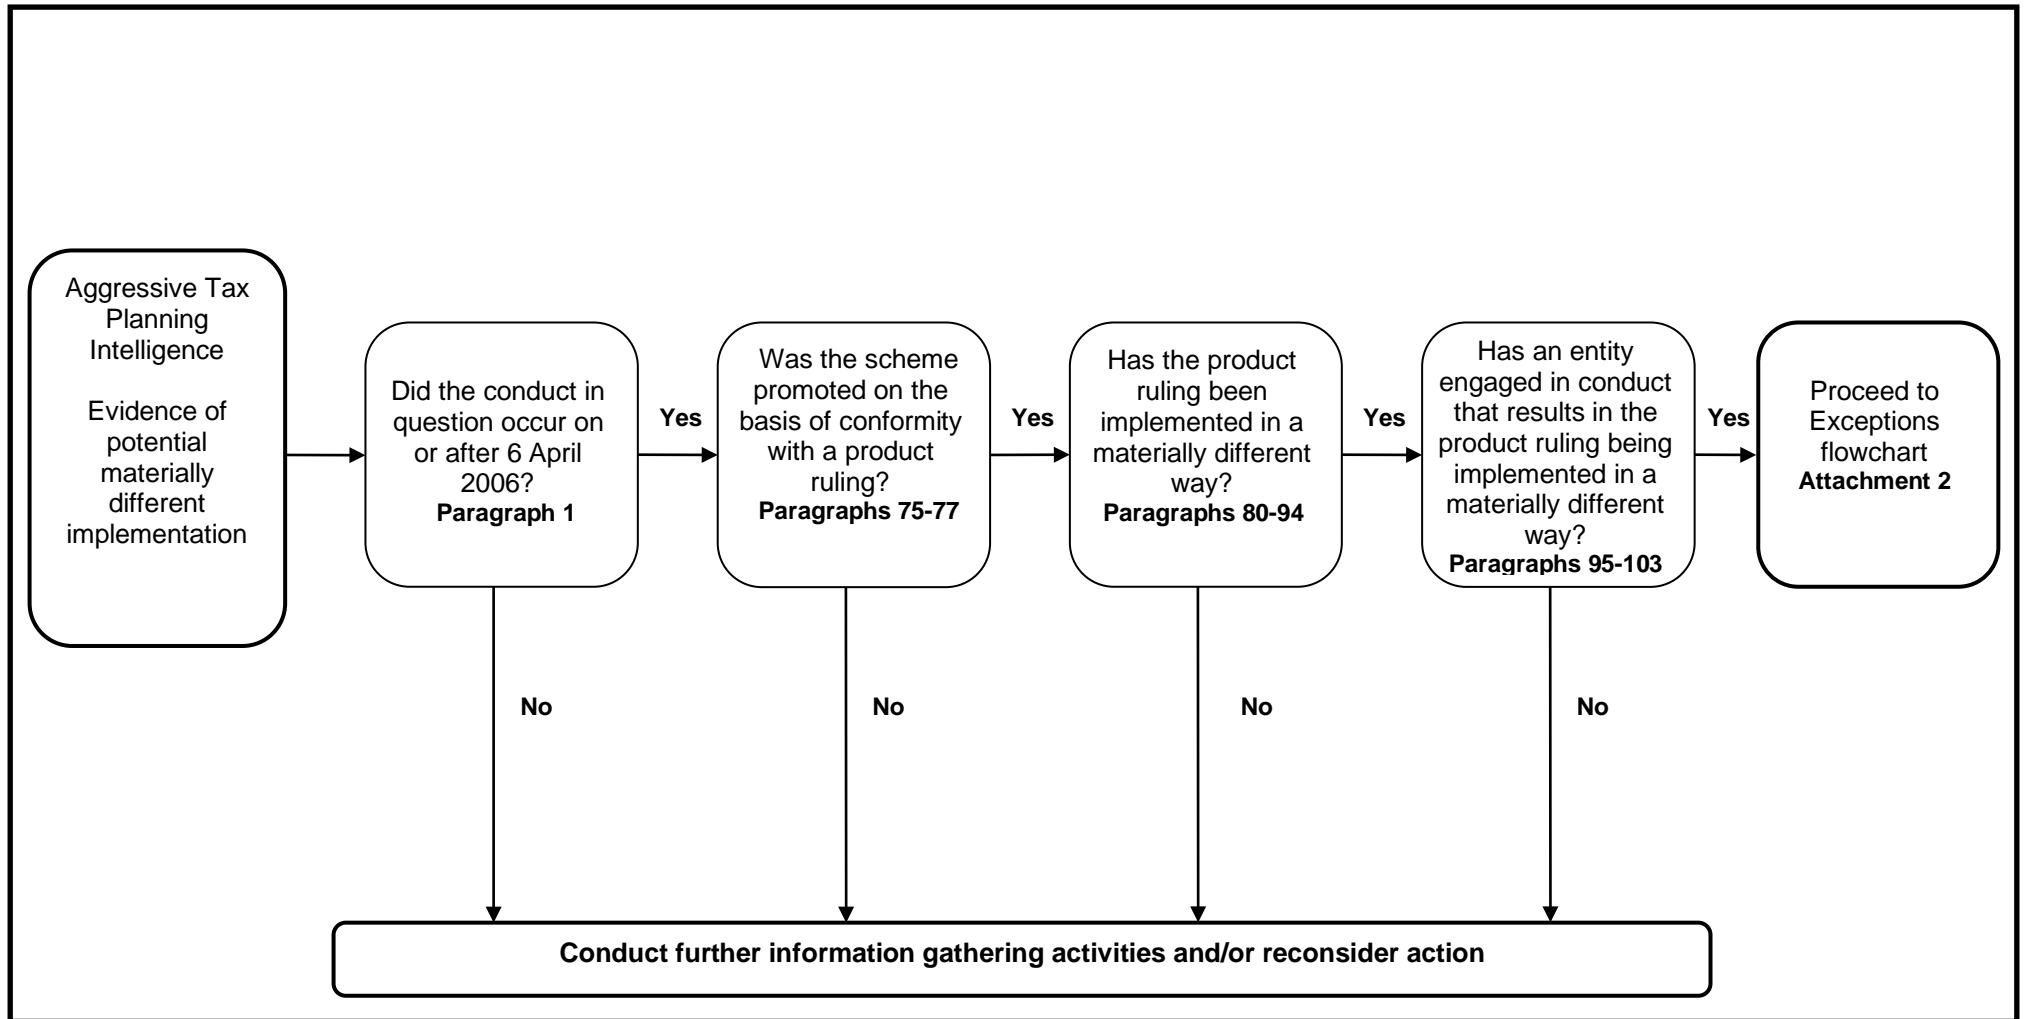 Aggressive Tax
Planning
Intelligence
Evidence of
potential
materially
different
implementation
Did the conduct in
question occur on
or after 6 April
2006?
Paragraph 1
Yes
Was the scheme
promoted on the
basis of conformity
with a product
ruling?
Paragraphs 75-77
Yes
Has the product
ruling been
implemented in a
materially different
way?
Paragraphs 80-94
Yes
Has an entity
engaged in conduct
that results in the
product ruling being
implemented in a
materially different
way?
Paragraphs 95-103
Yes
Proceed to
Exceptions
flowchart
Attachment 2
No
No
No
No
Conduct further information gathering activities and/or reconsider action